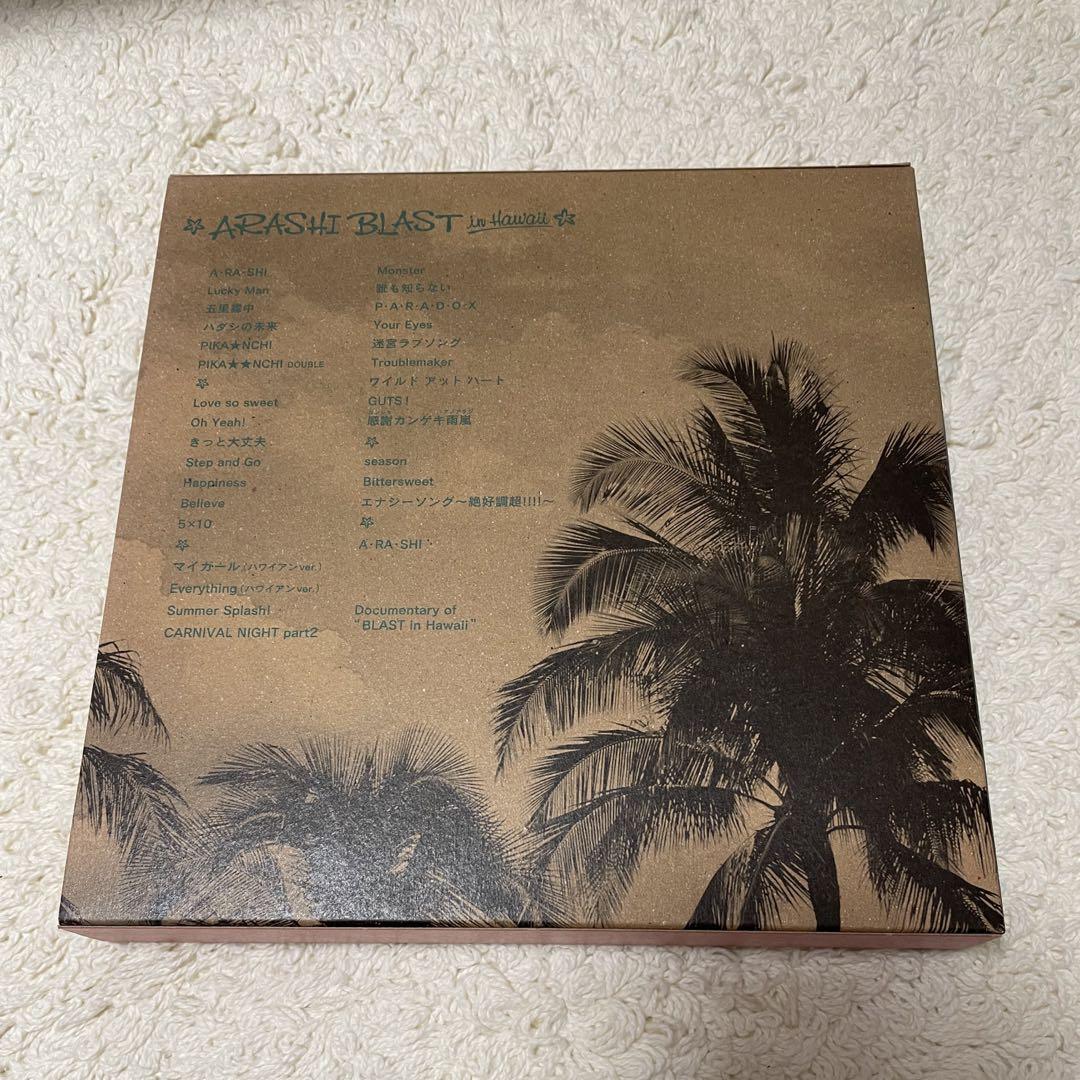 ARASHI BLAST in Hawaii
A・RA・SHI
Lucky Man
五里霧中
ハダシの未来
PIKA★NCHI
PIKA★★NCHI DOUBLE
Love so sweet
Oh Yeah!
きっと大丈夫
Step and Go
Happiness
Believe
5×10
マイガール(ハワイアンver.)
Everything(ハワイアンver.)
Summer Splash!
CARNIVAL NIGHT part2
Monster
誰も知らない
P・A・R・A・D・O・X
Your Eyes
迷宮ラブソング
Troublemaker
ワイルド アット ハート
GUTS!
感謝カンゲキ雨嵐
season
Bittersweet
エナジーソング〜絶好調超!!!!〜
A・RA・SHI
Documentary of
"BLAST in Hawaii"